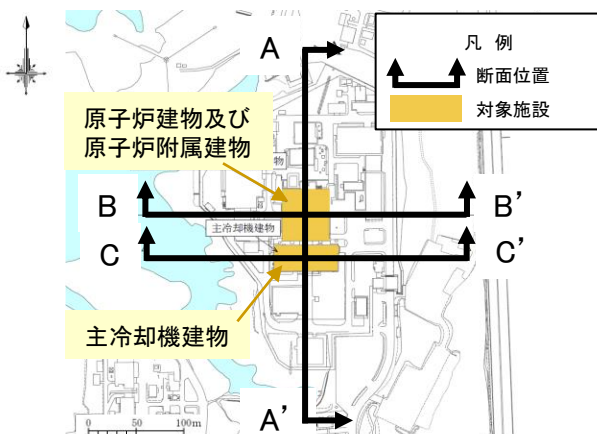 A
凡 例
断面位置
対象施設
原子炉建物及び
原子炉附属建物
物
B
B’
主冷却機建物
C
C’
主冷却機建物
0 50 100m
A’